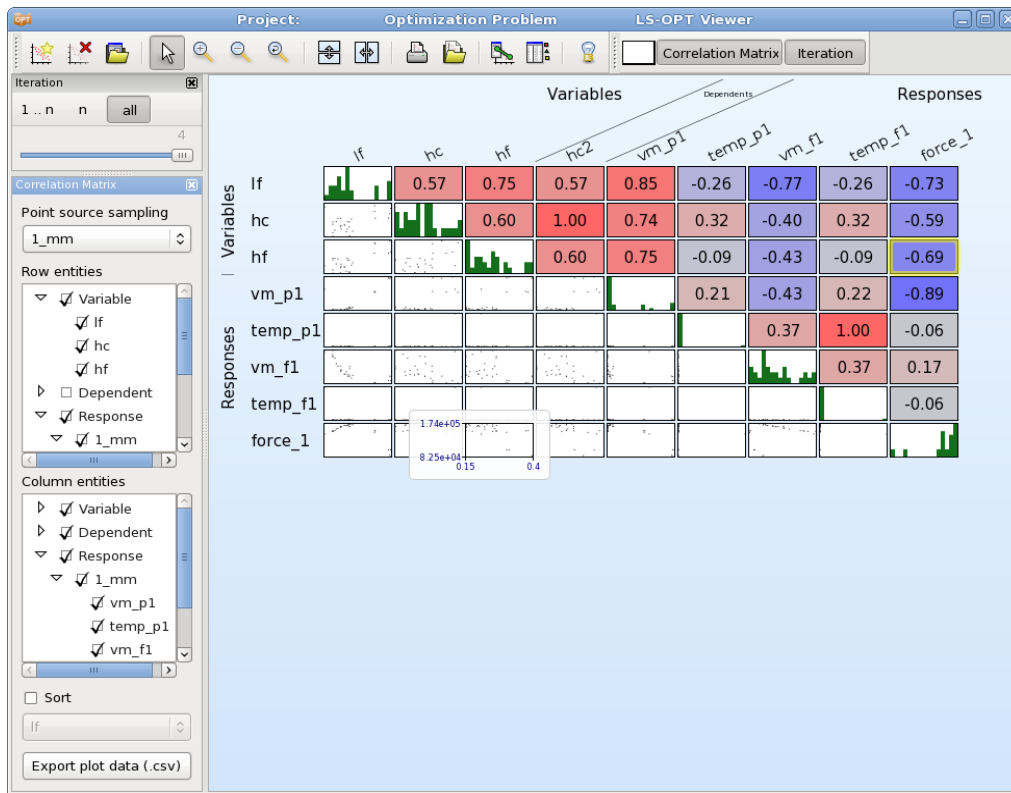 OPT Project: Optimization Problem LS-OPT Viewer
Correlation Matrix Iteration
Iteration
1 .. n n all
4
Correlation Matrix
Point source sampling
1_mm
Row entities
Variable
lf
hc
hf
Dependent
Response
1_mm
Column entities
Variable
Dependent
Response
1_mm
vm_p1
temp_p1
vm_f1
Sort
lf
Export plot data (.csv)
Variables Dependents Responses
lf hc hf hc2 vm_p1 temp_p1 vm_f1 temp_f1 force_1
Variables
Responses
lf 0.57 0.75 0.57 0.85 -0.26 -0.77 -0.26 -0.73
hc 0.60 1.00 0.74 0.32 -0.40 0.32 -0.59
hf 0.60 0.75 -0.09 -0.43 -0.09 -0.69
vm_p1 0.21 -0.43 0.22 -0.89
temp_p1 0.37 1.00 -0.06
vm_f1 0.37 0.17
temp_f1 -0.06
force_1
1.74e+05
8.25e+04
0.15 0.4